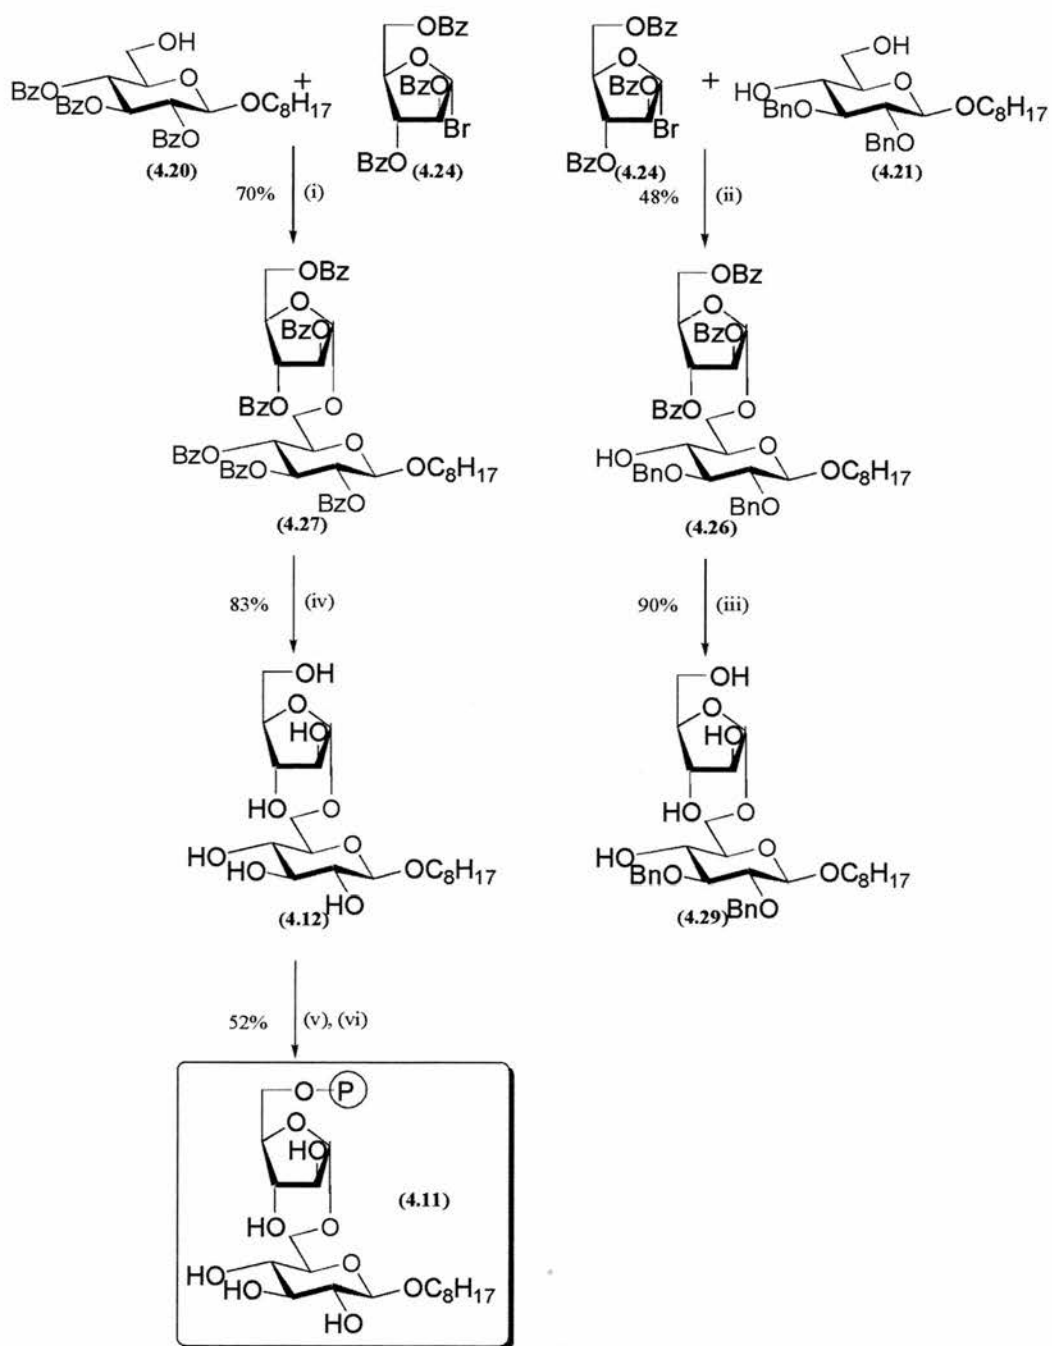 OBz
OBz
OH
O
O
OH
BzO
O
+
BzO
+
O
BzO
BzO
OC8H17
Br
Br
HO
BnO
OC8H17
BzO
BzO
BzO
BnO
(4.20)
(4.24)
(4.24)
(4.21)
70%
(i)
48%
(ii)
OBz
OBz
O
O
BzO
BzO
BzO
O
BzO
O
BzO
BzO
O
OC8H17
HO
BnO
O
OC8H17
BzO
BnO
(4.27)
(4.26)
83%
(iv)
90%
(iii)
OH
OH
O
O
HO
HO
HO
O
HO
O
HO
HO
O
OC8H17
HO
BnO
O
OC8H17
HO
BnO
(4.12)
(4.29)
52%
(v), (vi)
O-P
O
HO
(4.11)
HO
O
HO
HO
O
OC8H17
HO